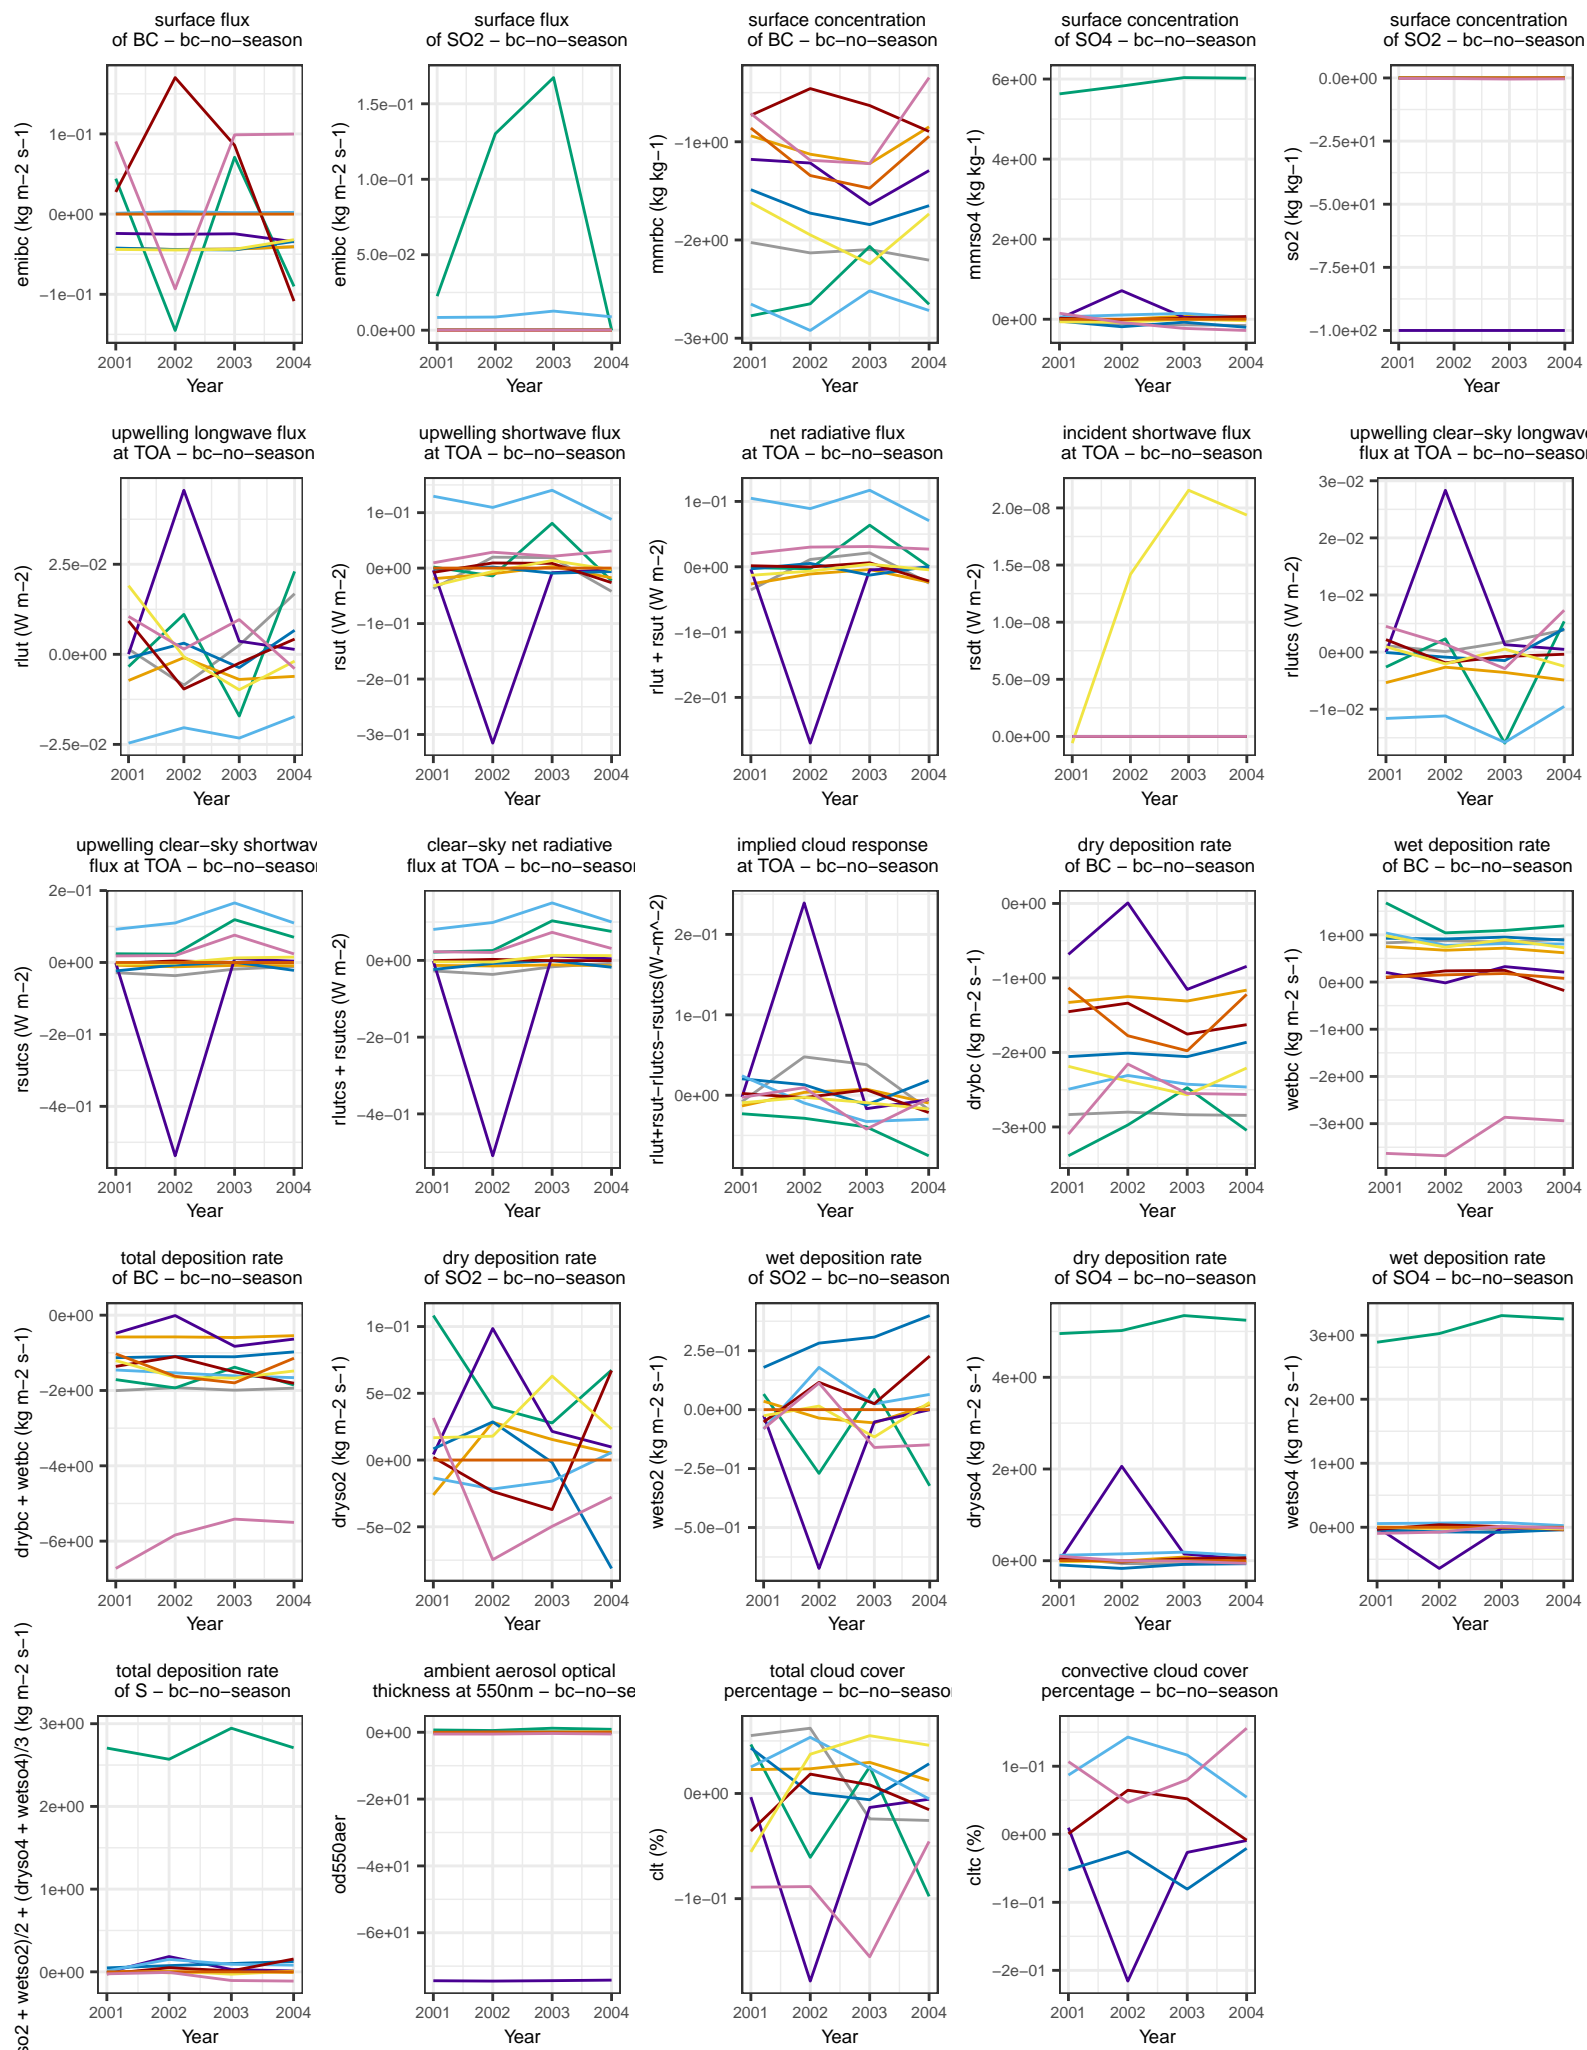 surface flux
of BC − bc−no−season
surface flux
of SO2 − bc−no−season
surface concentration
of BC − bc−no−season
surface concentration
of SO4 − bc−no−season
surface concentration
of SO2 − bc−no−season
emibc (kg m−2 s−1)
1e−01
0e+00
−1e−01
2001 2002 2003 2004
Year
emibc (kg m−2 s−1)
1.5e−01
1.0e−01
5.0e−02
0.0e+00
2001 2002 2003 2004
Year
mmrbc (kg kg−1)
−1e+00
−2e+00
−3e+00
2001 2002 2003 2004
Year
mmrso4 (kg kg−1)
6e+00
4e+00
2e+00
0e+00
2001 2002 2003 2004
Year
so2 (kg kg−1)
0.0e+00
−2.5e+01
−5.0e+01
−7.5e+01
−1.0e+02
2001 2002 2003 2004
Year
upwelling longwave flux
at TOA − bc−no−season
upwelling shortwave flux
at TOA − bc−no−season
net radiative flux
at TOA − bc−no−season
incident shortwave flux
at TOA − bc−no−season
upwelling clear−sky longwave
flux at TOA − bc−no−season
rlut (W m−2)
2.5e−02
0.0e+00
−2.5e−02
2001 2002 2003 2004
Year
rsut (W m−2)
1e−01
0e+00
−1e−01
−2e−01
−3e−01
2001 2002 2003 2004
Year
rlut + rsut (W m−2)
1e−01
0e+00
−1e−01
−2e−01
2001 2002 2003 2004
Year
rsdt (W m−2)
2.0e−08
1.5e−08
1.0e−08
5.0e−09
0.0e+00
2001 2002 2003 2004
Year
rlutcs (W m−2)
3e−02
2e−02
1e−02
0e+00
−1e−02
2001 2002 2003 2004
Year
upwelling clear−sky shortwav
flux at TOA − bc−no−season
clear−sky net radiative
flux at TOA − bc−no−season
implied cloud response
at TOA − bc−no−season
dry deposition rate
of BC − bc−no−season
wet deposition rate
of BC − bc−no−season
rsutcs (W m−2)
2e−01
0e+00
−2e−01
−4e−01
2001 2002 2003 2004
Year
rlutcs + rsutcs (W m−2)
0e+00
−2e−01
−4e−01
2001 2002 2003 2004
Year
rlut+rsut−rlutcs−rsutcs(W~m^−2)
2e−01
1e−01
0e+00
2001 2002 2003 2004
Year
drybc (kg m−2 s−1)
0e+00
−1e+00
−2e+00
−3e+00
2001 2002 2003 2004
Year
wetbc (kg m−2 s−1)
1e+00
0e+00
−1e+00
−2e+00
−3e+00
2001 2002 2003 2004
Year
total deposition rate
of BC − bc−no−season
dry deposition rate
of SO2 − bc−no−season
wet deposition rate
of SO2 − bc−no−season
dry deposition rate
of SO4 − bc−no−season
wet deposition rate
of SO4 − bc−no−season
drybc + wetbc (kg m−2 s−1)
0e+00
−2e+00
−4e+00
−6e+00
2001 2002 2003 2004
Year
dryso2 (kg m−2 s−1)
1e−01
5e−02
0e+00
−5e−02
2001 2002 2003 2004
Year
wetso2 (kg m−2 s−1)
2.5e−01
0.0e+00
−2.5e−01
−5.0e−01
2001 2002 2003 2004
Year
dryso4 (kg m−2 s−1)
4e+00
2e+00
0e+00
2001 2002 2003 2004
Year
wetso4 (kg m−2 s−1)
3e+00
2e+00
1e+00
0e+00
2001 2002 2003 2004
Year
total deposition rate
of S − bc−no−season
ambient aerosol optical
thickness at 550nm − bc−no−se
total cloud cover
percentage − bc−no−season
convective cloud cover
percentage − bc−no−season
so2 + wetso2)/2 + (dryso4 + wetso4)/3 (kg m−2 s−1)
3e+00
2e+00
1e+00
0e+00
2001 2002 2003 2004
Year
od550aer
0e+00
−2e+01
−4e+01
−6e+01
2001 2002 2003 2004
Year
clt (%)
0e+00
−1e−01
2001 2002 2003 2004
Year
cltc (%)
1e−01
0e+00
−1e−01
−2e−01
2001 2002 2003 2004
Year